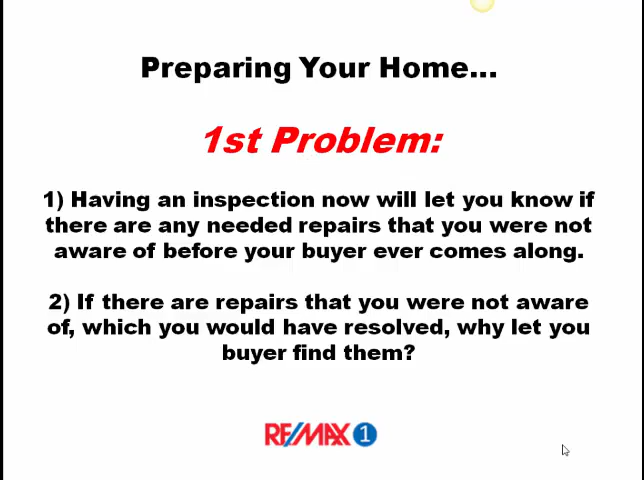 Preparing Your Home...
1st Problem:
1) Having an inspection now will let you know if
there are any needed repairs that you were not
aware of before your buyer ever comes along.
2) If there are repairs that you were not aware
of, which you would have resolved, why let you
buyer find them?
RE/MAX 1